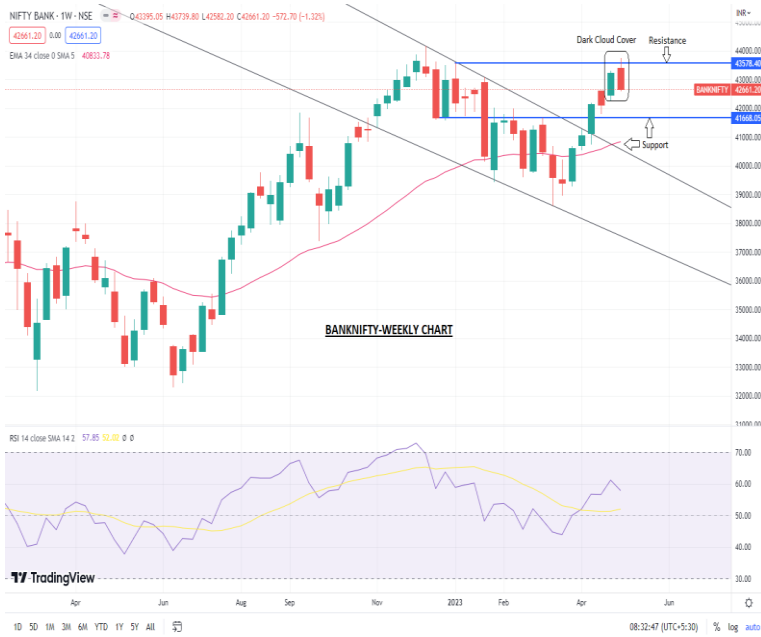 NIFTY BANK · 1W · NSE O43395.05 H43739.80 L42582.20 C42661.20 -572.70 (-1.32%)
42661.20 0.00 42661.20
EMA 34 close 0 SMA 5 40833.78
INR
45000.00
44000.00
43578.40
43000.00
BANKNIFTY 42661.20
42000.00
41668.05
41000.00
40000.00
39000.00
38000.00
37000.00
36000.00
35000.00
34000.00
33000.00
32000.00
31000.00
Dark Cloud Cover Resistance
Support
BANKNIFTY-WEEKLY CHART
RSI 14 close SMA 14 2 57.85 Ø Ø
70.00
60.00
50.00
40.00
30.00
TradingView
Apr Jun Aug Sep Nov 2023 Feb Apr Jun
1D 5D 1M 3M 6M YTD 1Y 5Y All 08:32:47 (UTC+5:30) % log auto